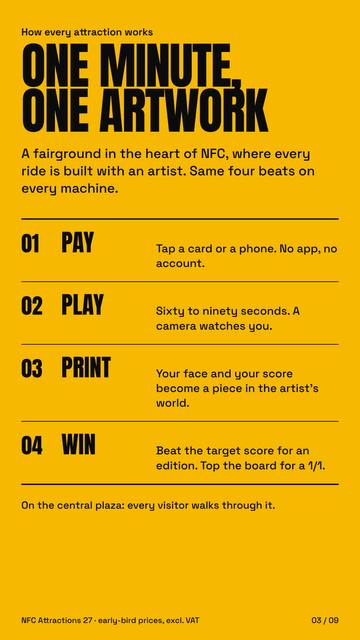 How every attraction works
ONE MINUTE,
ONE ARTWORK
A fairground in the heart of NFC, where every
ride is built with an artist. Same four beats on
every machine.
01 PAY
Tap a card or a phone. No app, no
account.
02 PLAY
Sixty to ninety seconds. A
camera watches you.
03 PRINT
Your face and your score
become a piece in the artist's
world.
04 WIN
Beat the target score for an
edition. Top the board for a 1/1.
On the central plaza: every visitor walks through it.
NFC Attractions 27 · early-bird prices, excl. VAT
03 / 09